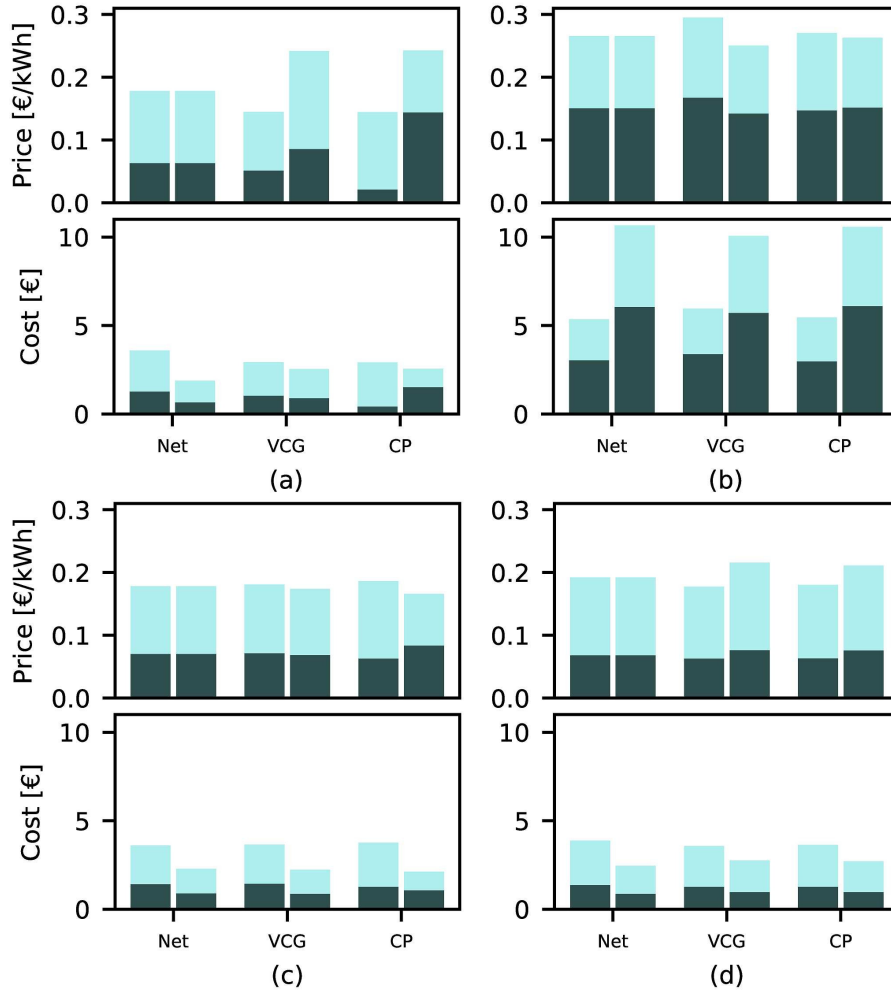 0.3
0.2
0.1
0.0
Price [€/kWh]
0.3
0.2
0.1
0.0
10
5
0
Cost [€]
10
5
0
Net VCG CP
Net VCG CP
(a)
(b)
0.3
0.2
0.1
0.0
Price [€/kWh]
0.3
0.2
0.1
0.0
10
5
0
Cost [€]
10
5
0
Net VCG CP
Net VCG CP
(c)
(d)